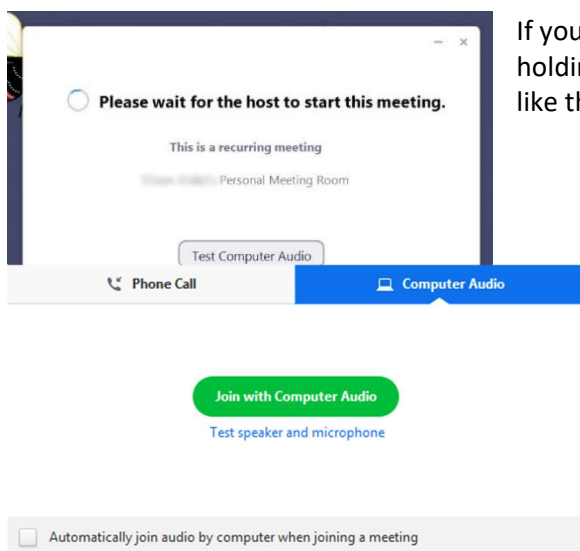 If you
holdi
like th
Please wait for the host to start this meeting.
This is a recurring meeting
Personal Meeting Room
Test Computer Audio
Phone Call
Computer Audio
Join with Computer Audio
Test speaker and microphone
Automatically join audio by computer when joining a meeting